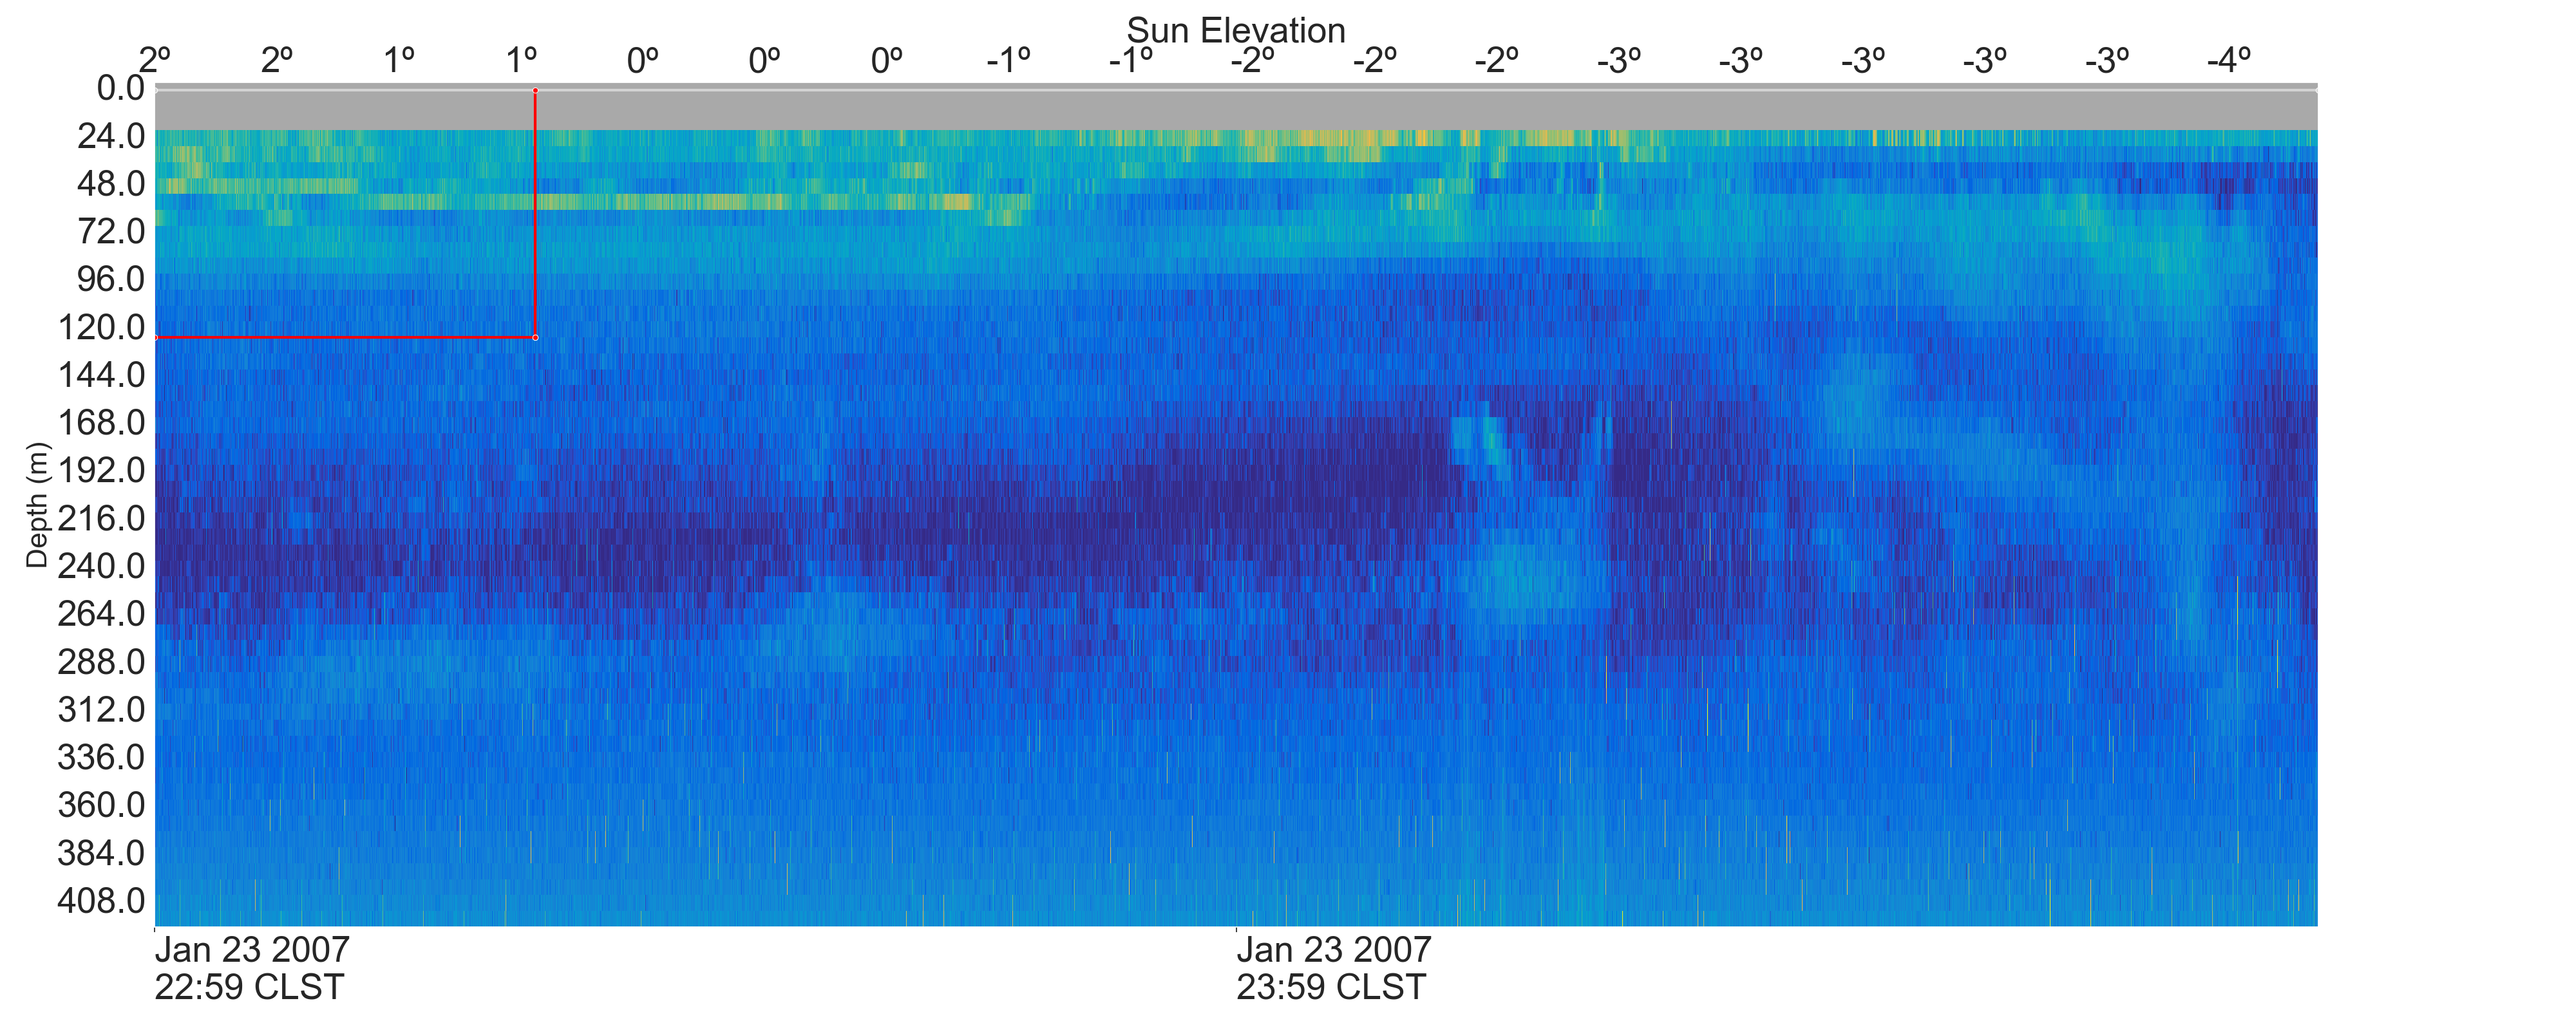 Sun Elevation
2º 2º 1º 1º 0º 0º 0º -1º -1º -2º -2º -2º -3º -3º -3º -3º -3º -4º
0.0
24.0
48.0
72.0
96.0
120.0
144.0
168.0
192.0
216.0
240.0
264.0
288.0
312.0
336.0
360.0
384.0
408.0
Depth (m)
Jan 23 2007
22:59 CLST
Jan 23 2007
23:59 CLST